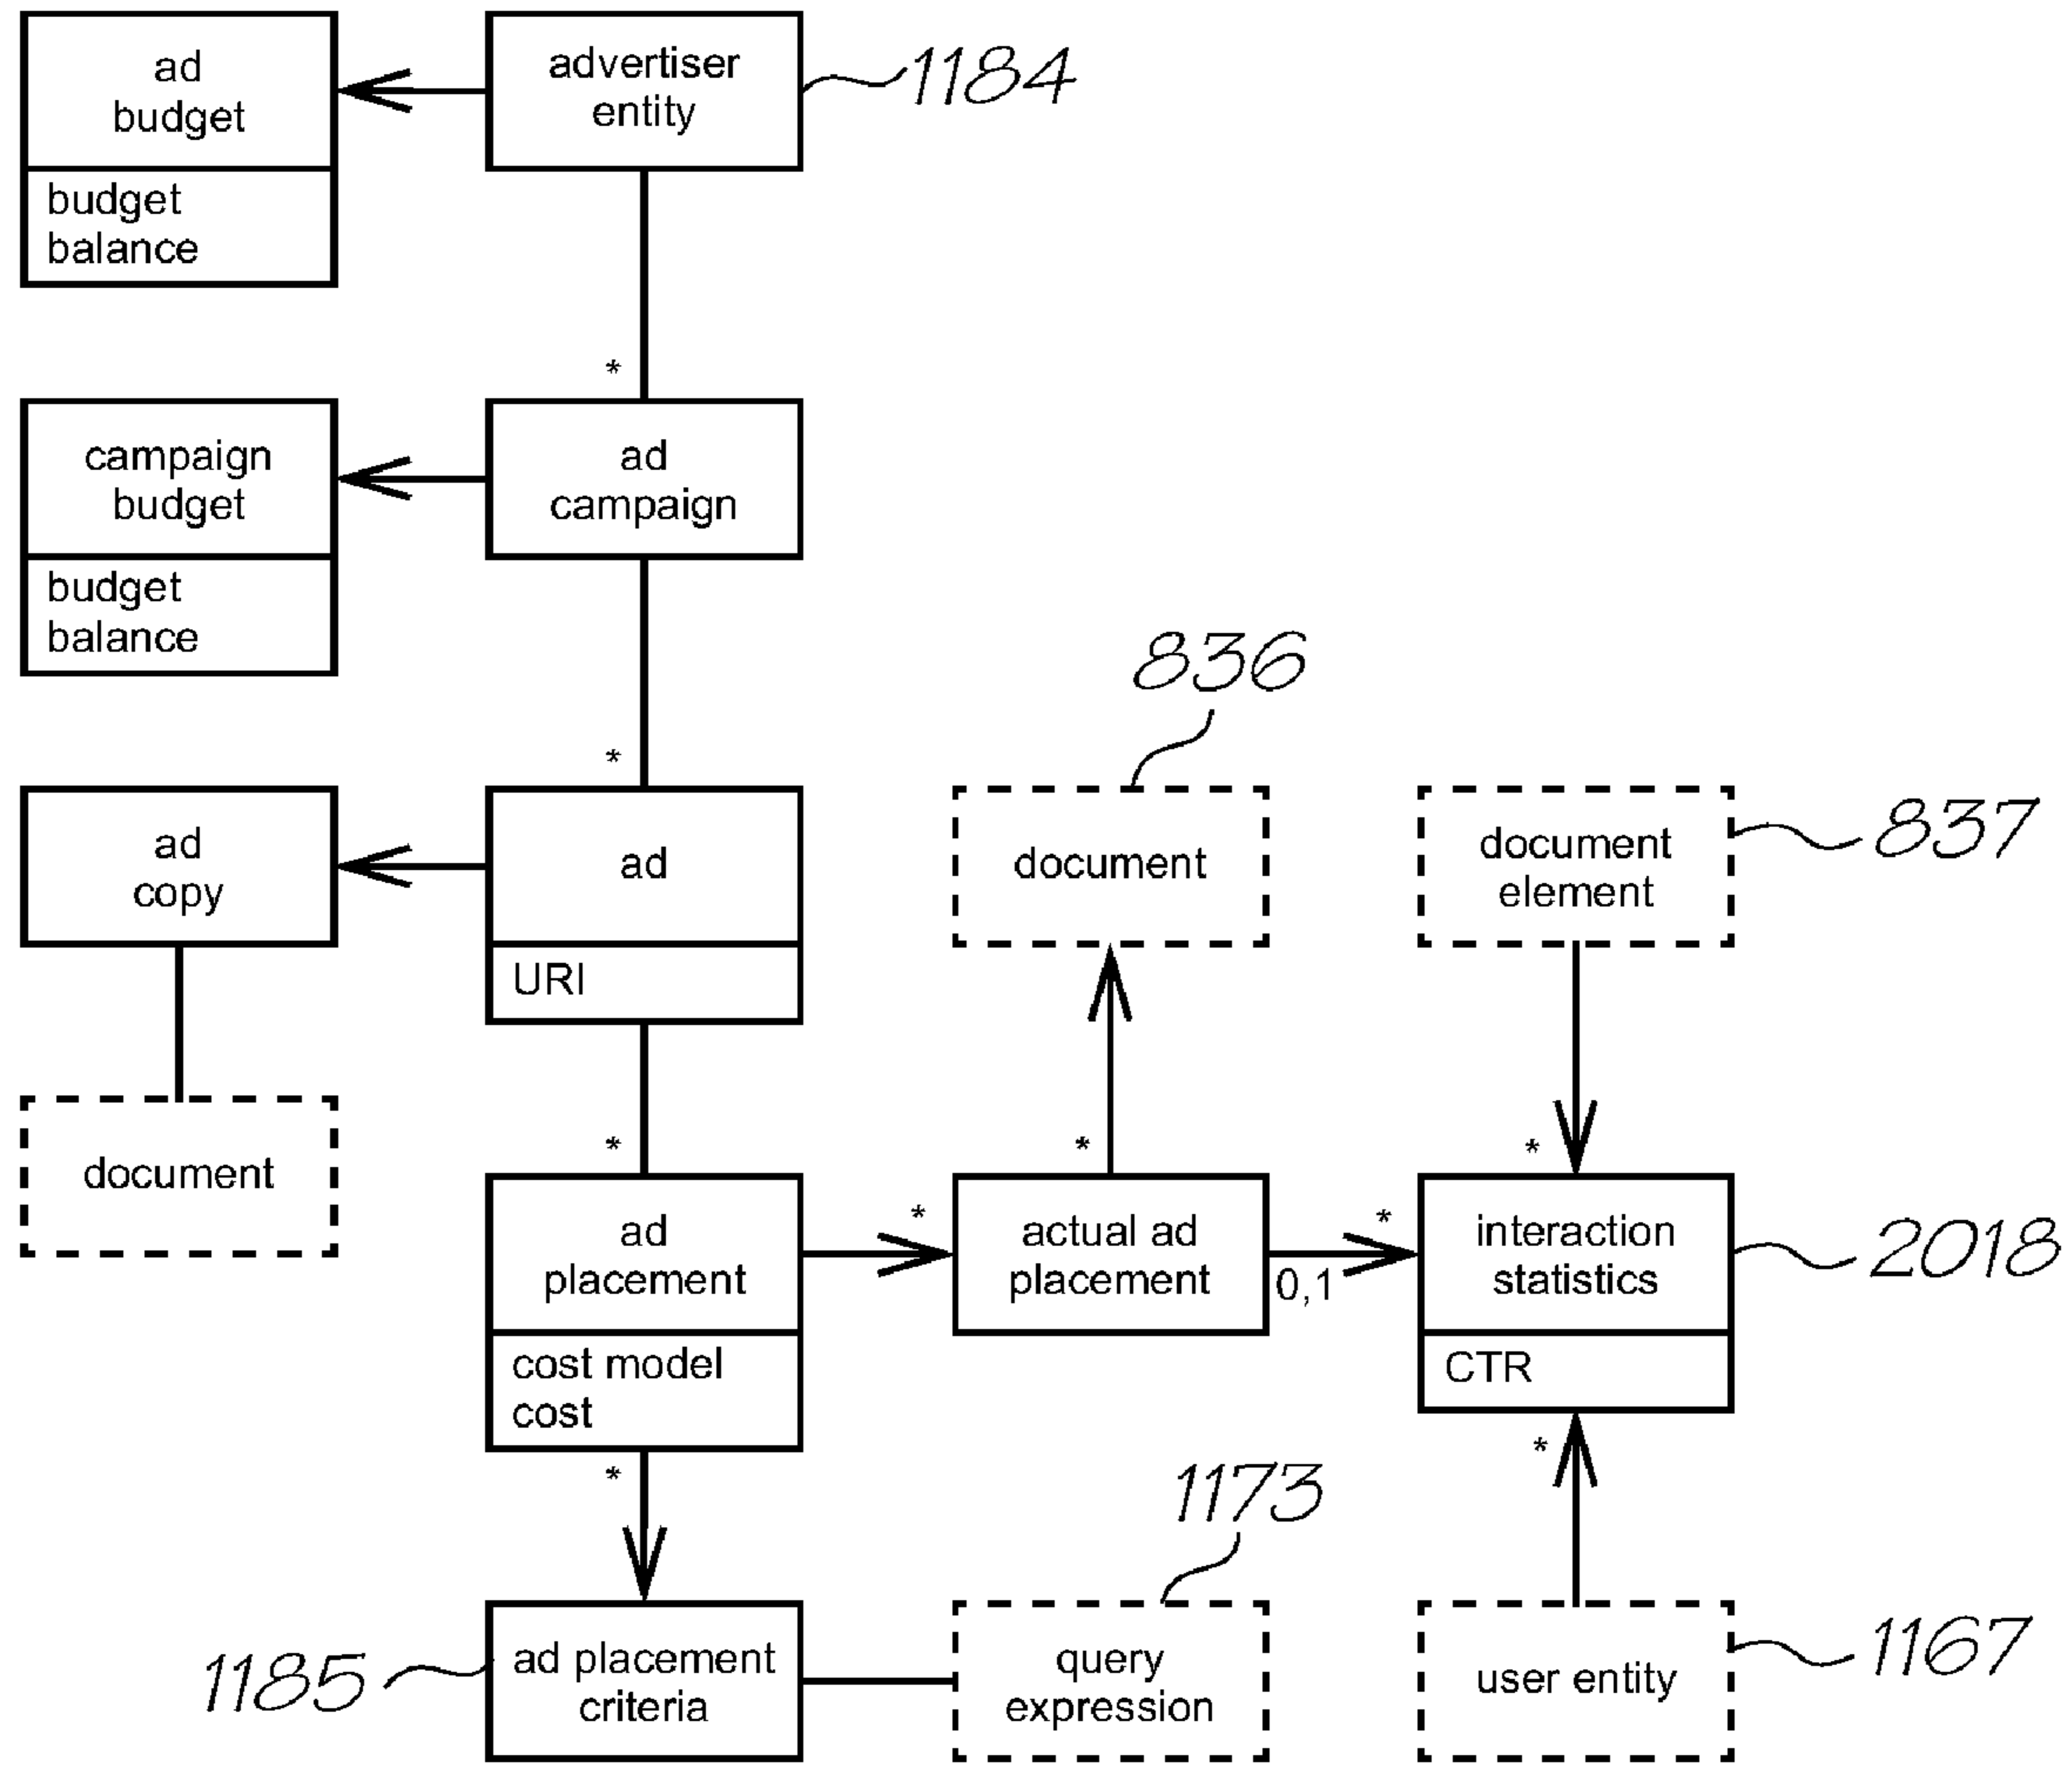 ad
budget
budget
balance
advertiser
entity
1184
*
campaign
budget
budget
balance
ad
campaign
*
836
ad
copy
ad
URI
document
document
element
837
document
*
*
*
ad
placement
cost model
cost
*
actual ad
placement
0,1
*
interaction
statistics
CTR
2018
*
*
1173
1185
ad placement
criteria
query
expression
user entity
1167